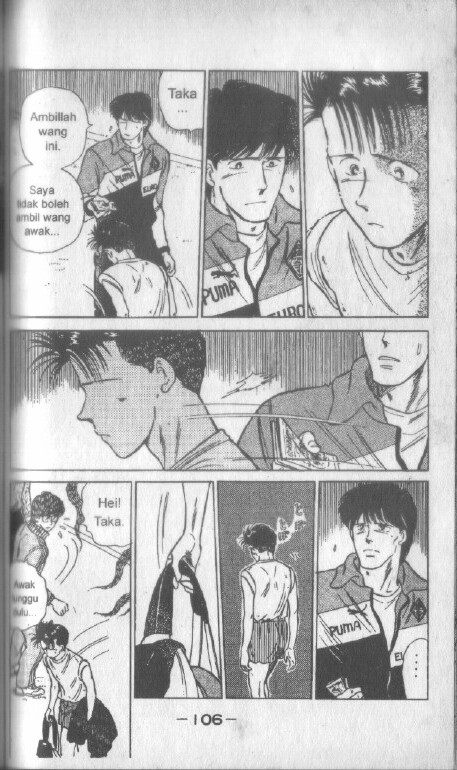 Taka
...
Ambillah
wang
ini.
Saya
tidak boleh
ambil wang
awak...
PUMA
EURO
PUMA
EURO
PUMA
E
....
Hei!
Taka.
Awak
tunggu
dulu...
—106—